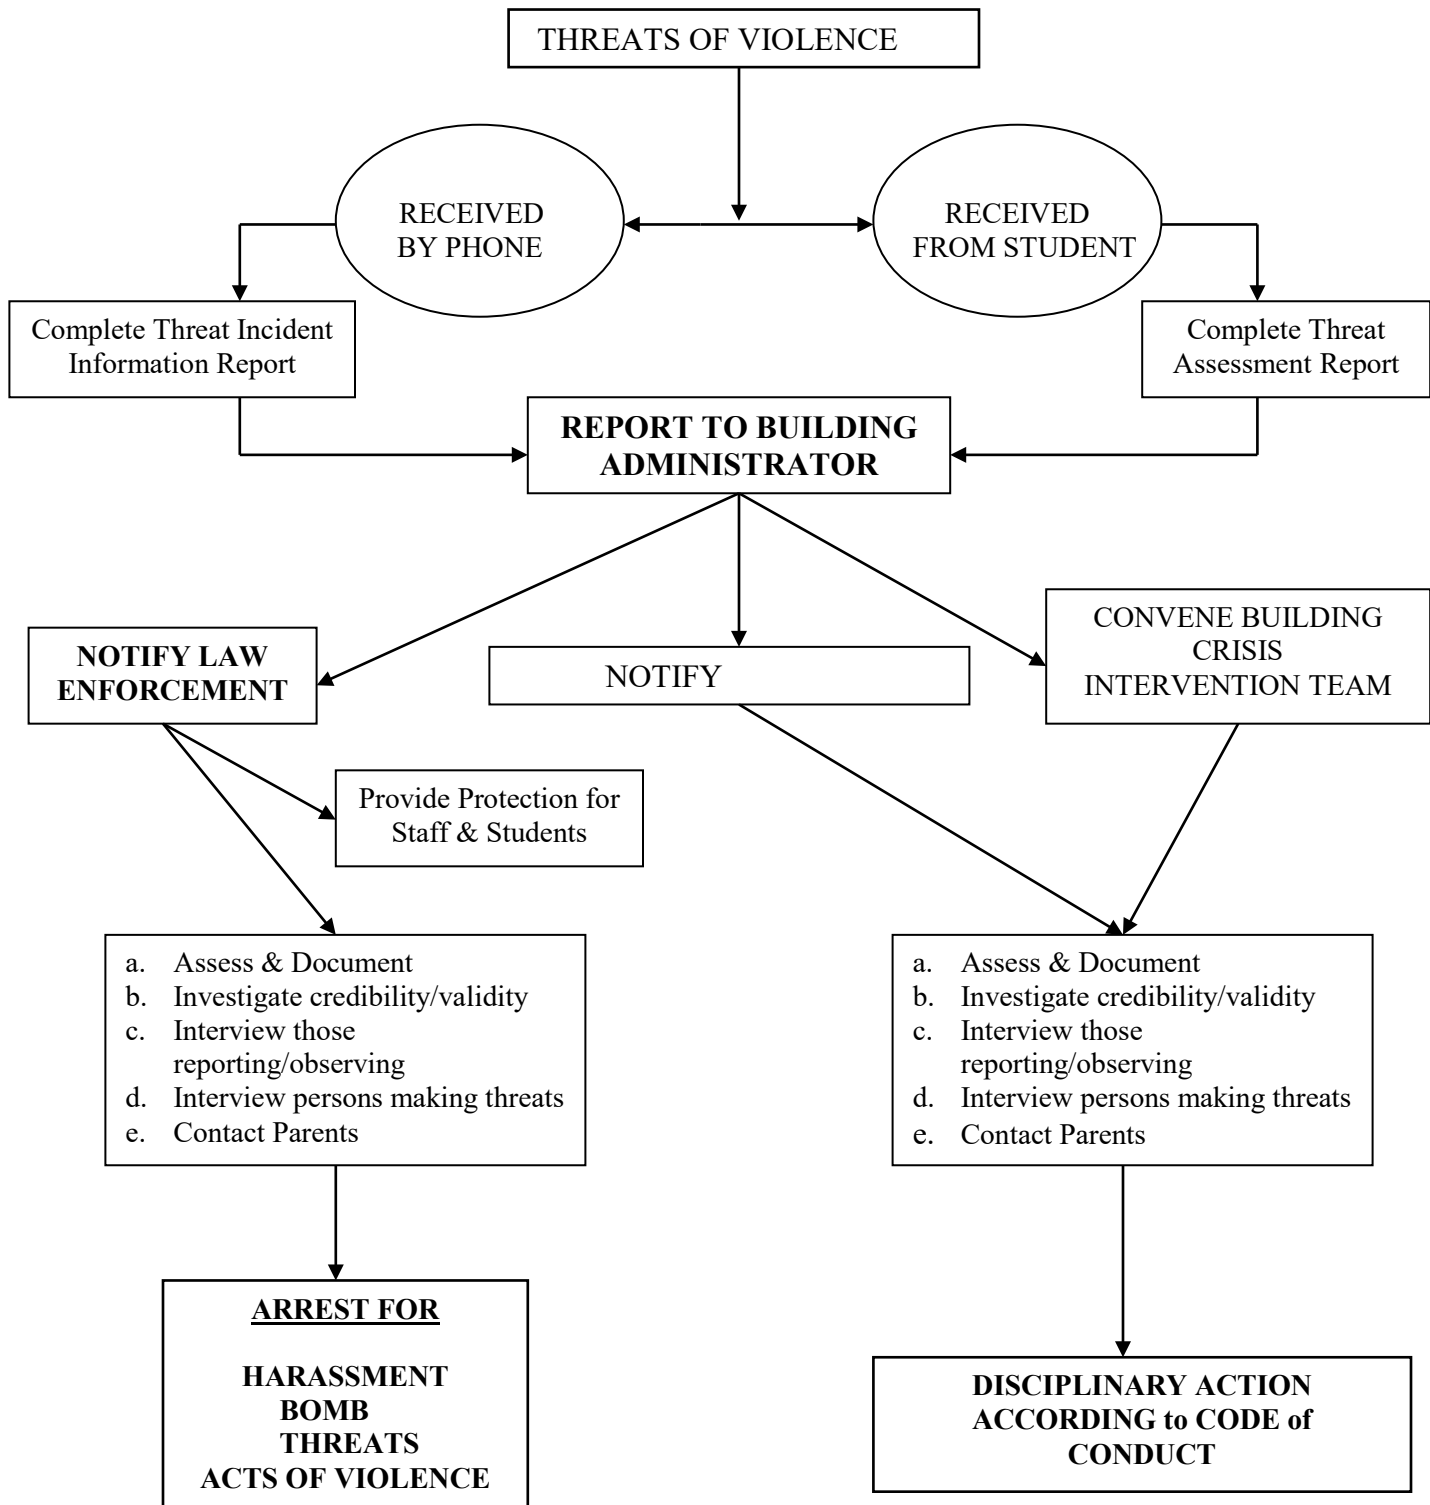 THREATS OF VIOLENCE
RECEIVED
BY PHONE
RECEIVED
FROM STUDENT
Complete Threat Incident
Information Report
Complete Threat
Assessment Report
REPORT TO BUILDING
ADMINISTRATOR
NOTIFY LAW
ENFORCEMENT
NOTIFY
CONVENE BUILDING
CRISIS
INTERVENTION TEAM
Provide Protection for
Staff & Students
a. Assess & Document
b. Investigate credibility/validity
c. Interview those
reporting/observing
d. Interview persons making threats
e. Contact Parents
a. Assess & Document
b. Investigate credibility/validity
c. Interview those
reporting/observing
d. Interview persons making threats
e. Contact Parents
ARREST FOR
HARASSMENT
BOMB
THREATS
ACTS OF VIOLENCE
DISCIPLINARY ACTION
ACCORDING to CODE of
CONDUCT